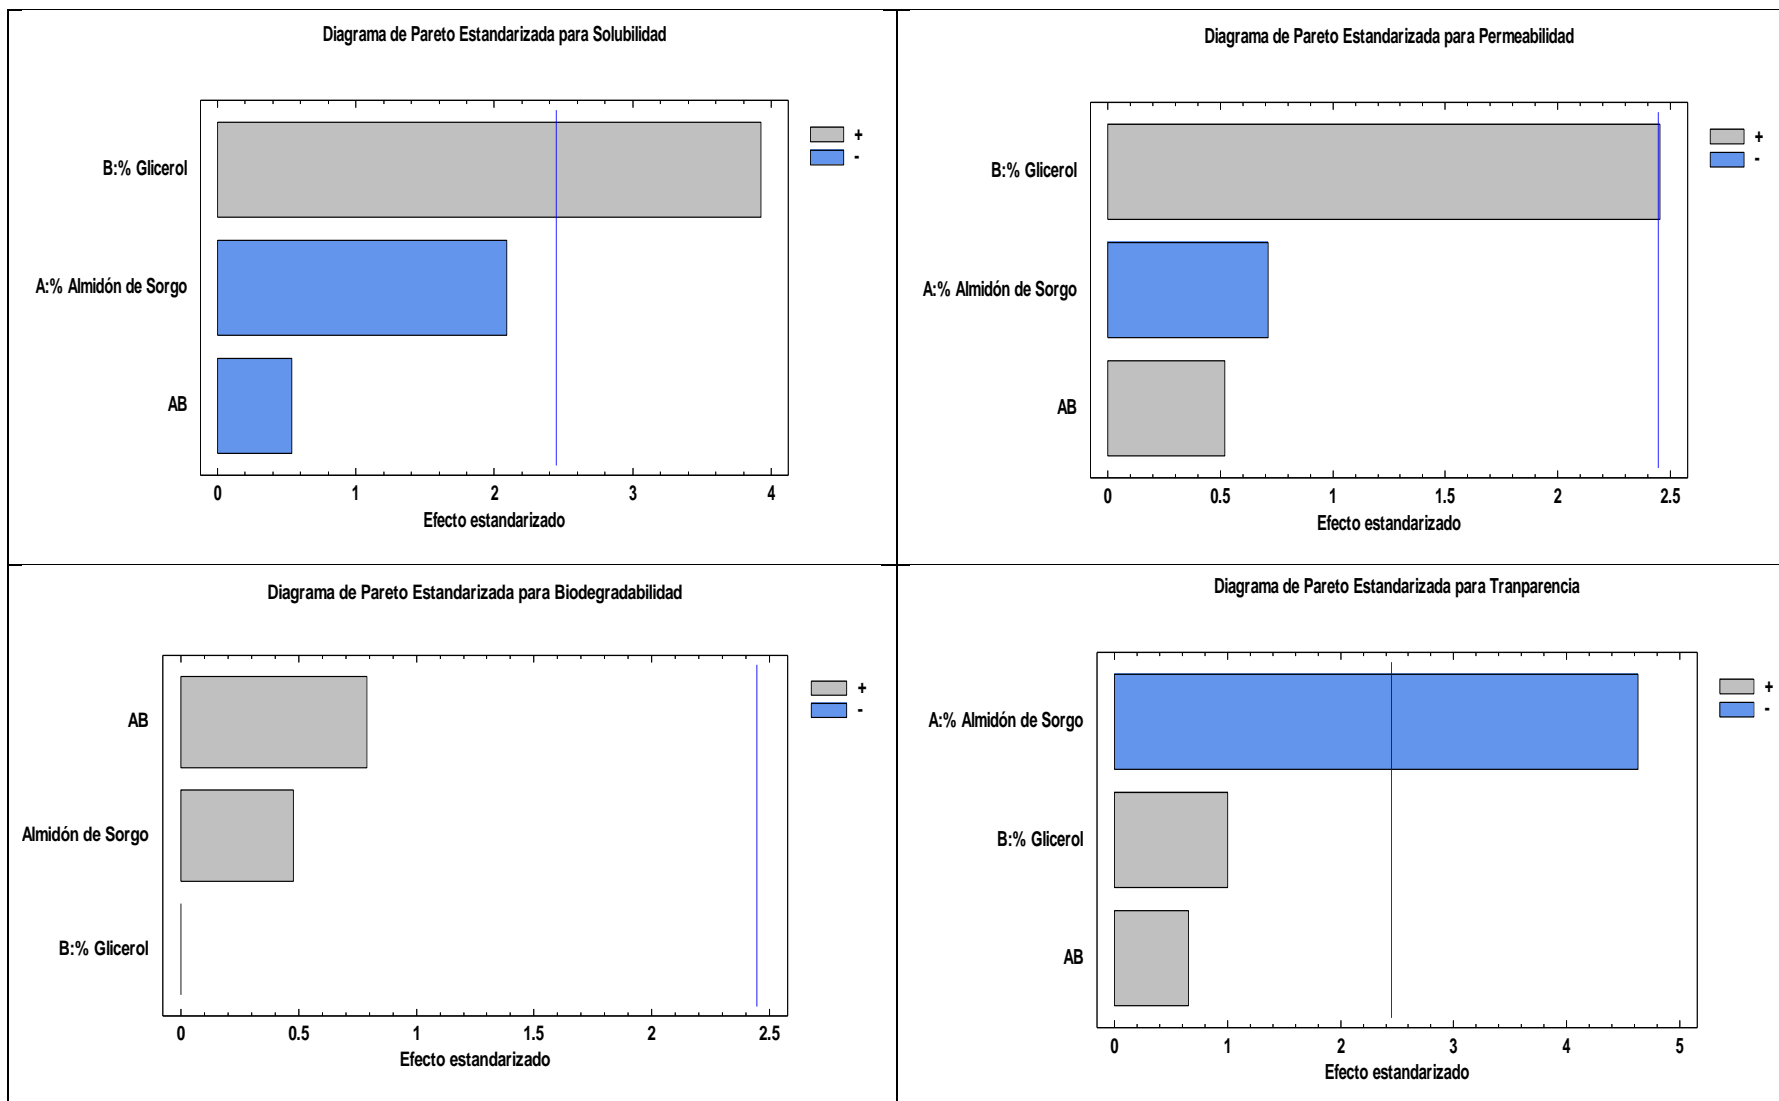 Diagrama de Pareto Estandarizada para Solubilidad
B:% Glicerol
A:% Almidón de Sorgo
AB
0 1 2 3 4
Efecto estandarizado
+
-
Diagrama de Pareto Estandarizada para Permeabilidad
B:% Glicerol
A:% Almidón de Sorgo
AB
0 0.5 1 1.5 2 2.5
Efecto estandarizado
+
-
Diagrama de Pareto Estandarizada para Biodegradabilidad
AB
Almidón de Sorgo
B:% Glicerol
0 0.5 1 1.5 2 2.5
Efecto estandarizado
+
-
Diagrama de Pareto Estandarizada para Tranparencia
A:% Almidón de Sorgo
B:% Glicerol
AB
0 1 2 3 4 5
Efecto estandarizado
+
-